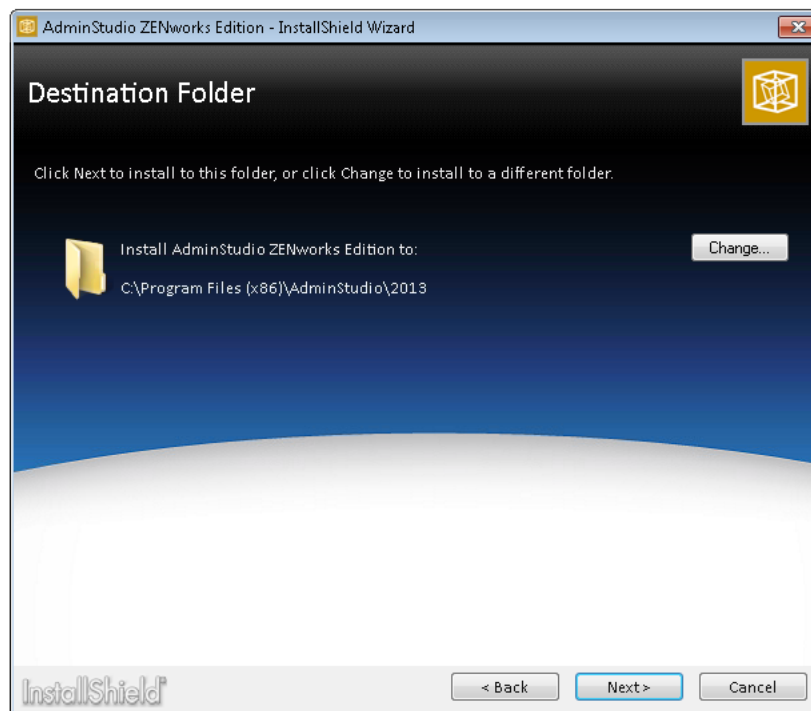 AdminStudio ZENworks Edition - InstallShield Wizard
Destination Folder
Click Next to install to this folder, or click Change to install to a different folder.
Install AdminStudio ZENworks Edition to:
Change...
C:\Program Files (x86)\AdminStudio\2013
InstallShield
< Back
Next >
Cancel